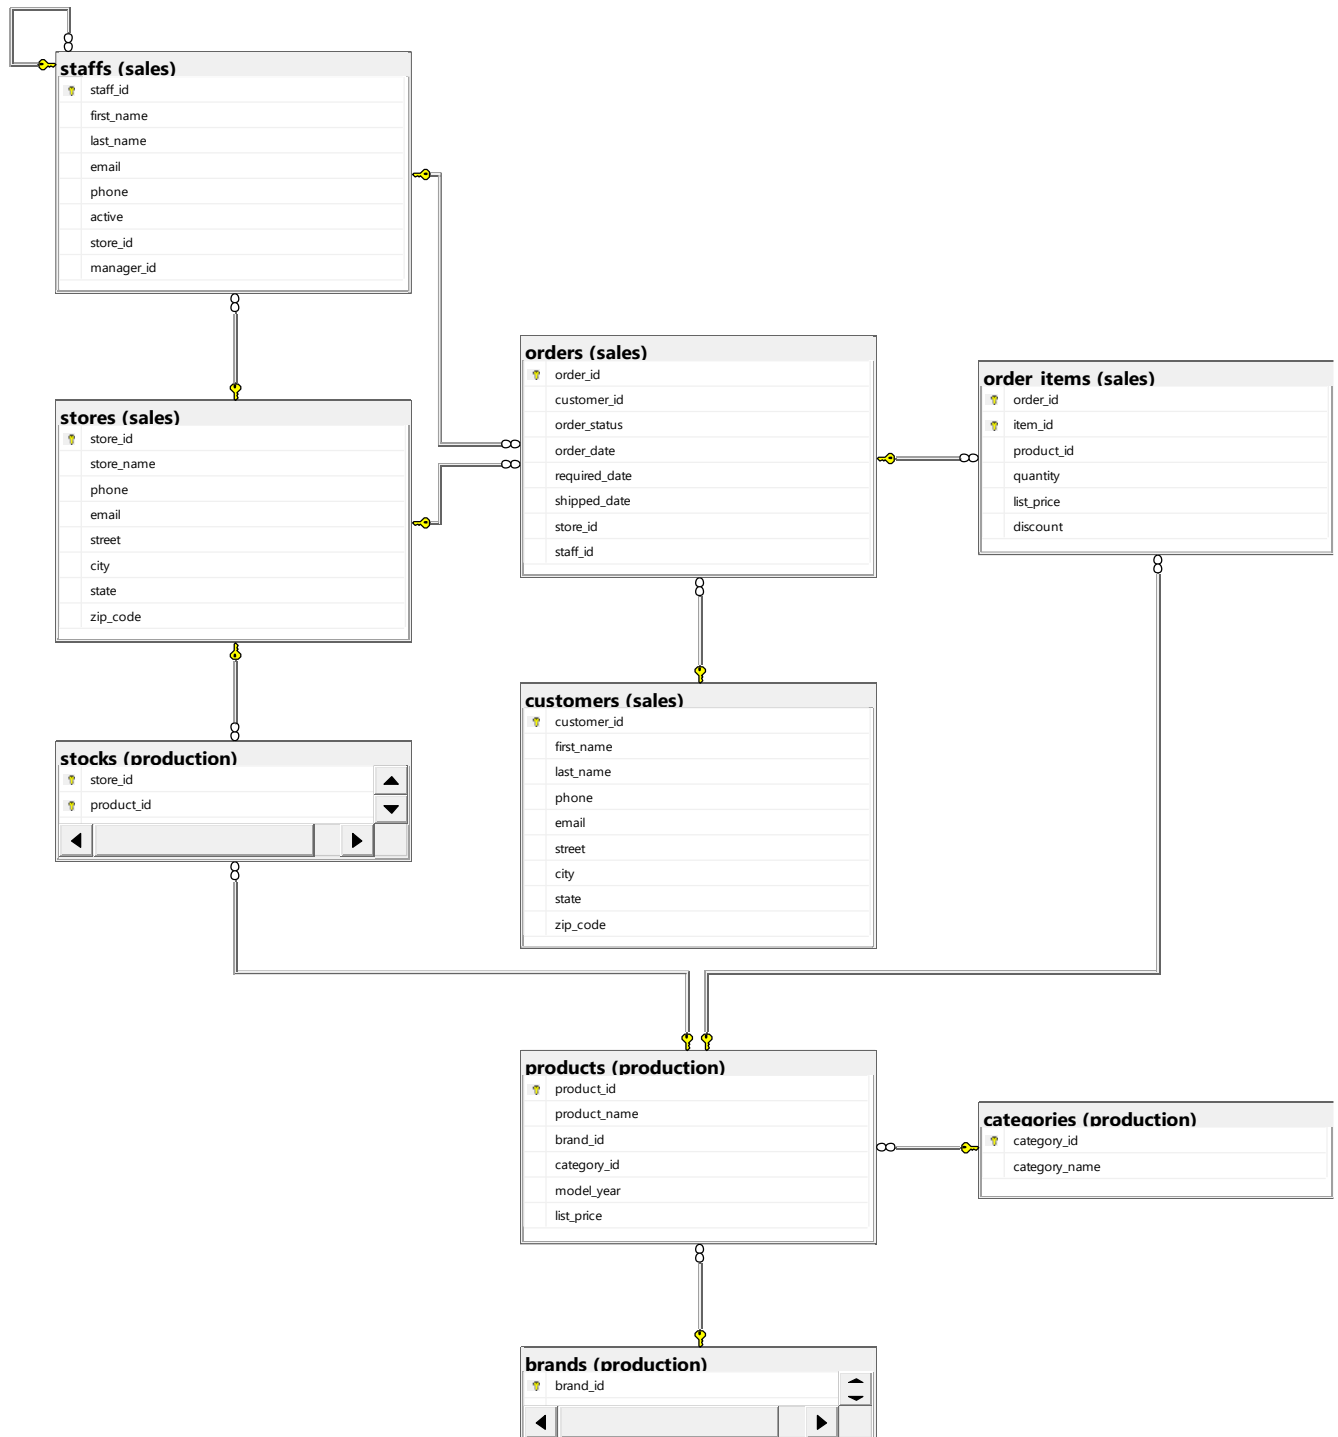 staffs (sales)
staff_id
first_name
last_name
email
phone
active
store_id
manager_id
stores (sales)
store_id
store_name
phone
email
street
city
state
zip_code
stocks (production)
store_id
product_id
orders (sales)
order_id
customer_id
order_status
order_date
required_date
shipped_date
store_id
staff_id
order_items (sales)
order_id
item_id
product_id
quantity
list_price
discount
customers (sales)
customer_id
first_name
last_name
phone
email
street
city
state
zip_code
products (production)
product_id
product_name
brand_id
category_id
model_year
list_price
categories (production)
category_id
category_name
brands (production)
brand_id